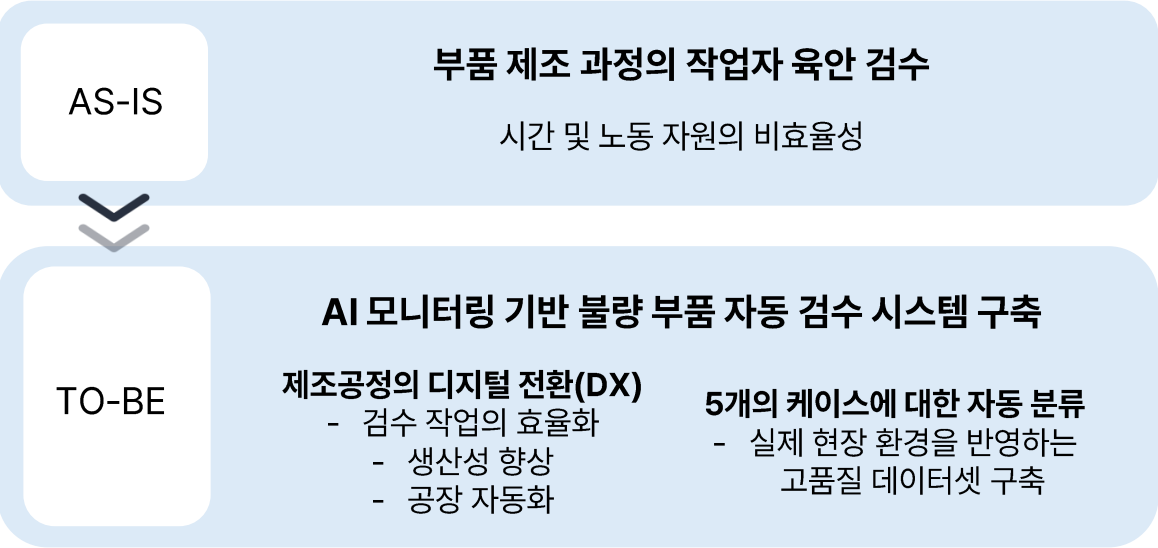 AS-IS
부품 제조 과정의 작업자 육안 검수
시간 및 노동 자원의 비효율성
TO-BE
AI 모니터링 기반 불량 부품 자동 검수 시스템 구축
제조공정의 디지털 전환(DX)
- 검수 작업의 효율화
- 생산성 향상
- 공장 자동화
5개의 케이스에 대한 자동 분류
- 실제 현장 환경을 반영하는
고품질 데이터셋 구축